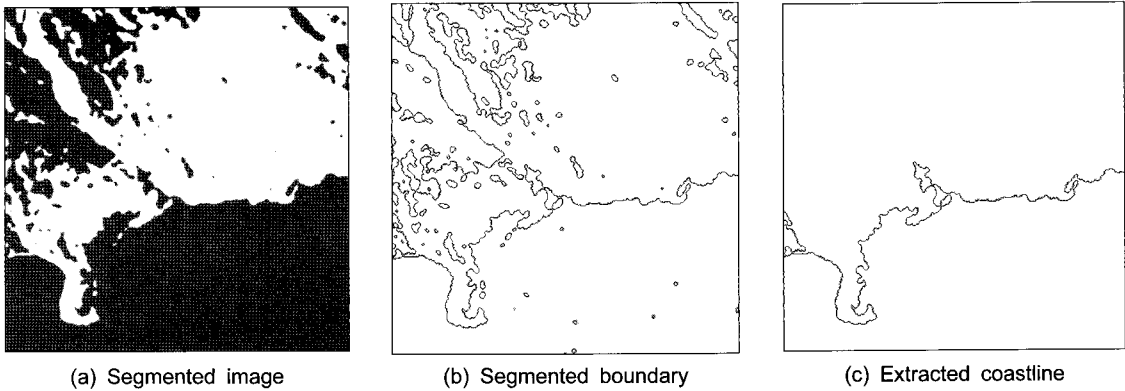 (a) Segmented image
(b) Segmented boundary
(c) Extracted coastline